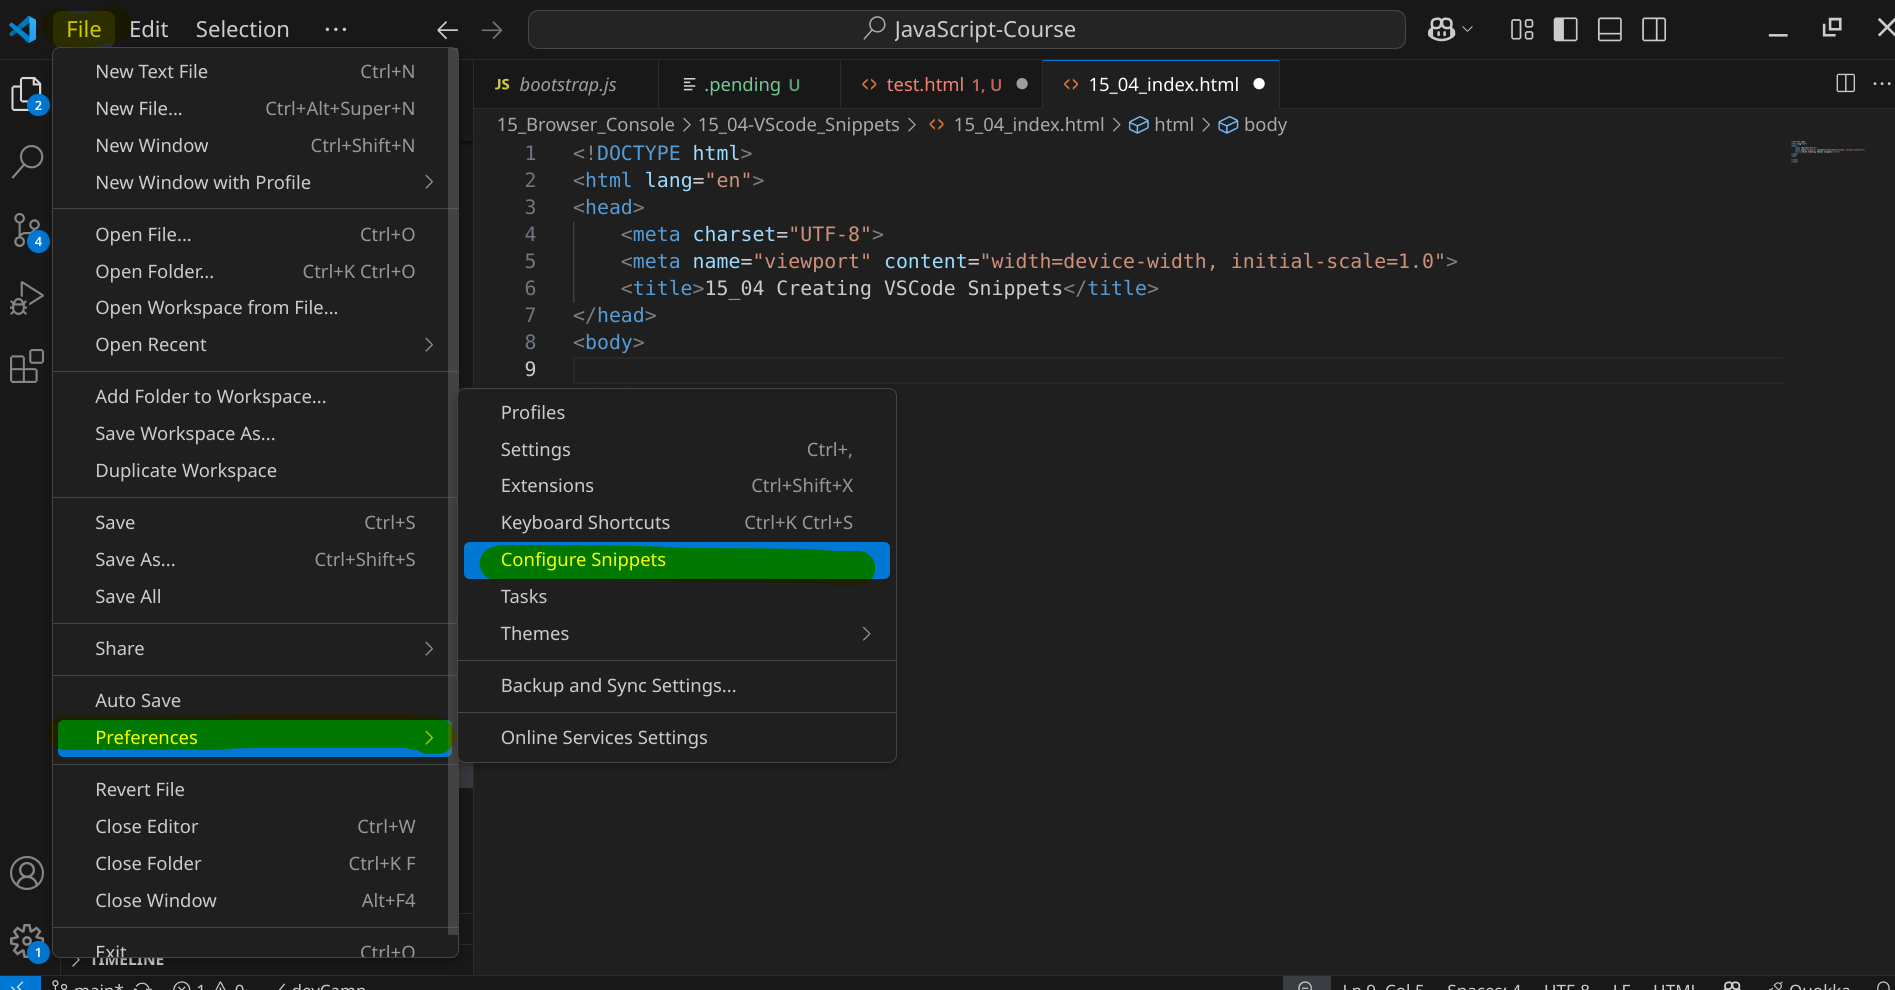 File Edit Selection ··· JavaScript-Course
New Text File Ctrl+N
New File... Ctrl+Alt+Super+N
New Window Ctrl+Shift+N
New Window with Profile
Open File... Ctrl+O
Open Folder... Ctrl+K Ctrl+O
Open Workspace from File...
Open Recent
Add Folder to Workspace...
Save Workspace As...
Duplicate Workspace
Save Ctrl+S
Save As... Ctrl+Shift+S
Save All
Share
Auto Save
Preferences
Revert File
Close Editor Ctrl+W
Close Folder Ctrl+K F
Close Window Alt+F4
Exit
TIMELINE
2
4
1
Profiles
Settings Ctrl+,
Extensions Ctrl+Shift+X
Keyboard Shortcuts Ctrl+K Ctrl+S
Configure Snippets
Tasks
Themes
Backup and Sync Settings...
Online Services Settings
JS bootstrap.js .pending U <> test.html 1, U <> 15_04_index.html
15_Browser_Console > 15_04-VScode_Snippets > <> 15_04_index.html > html > body
1 <!DOCTYPE html>
2 <html lang="en">
3 <head>
4 <meta charset="UTF-8">
5 <meta name="viewport" content="width=device-width, initial-scale=1.0">
6 <title>15_04 Creating VSCode Snippets</title>
7 </head>
8 <body>
9
main* 1 0 devCamp Ln 9, Col 5 Spaces: 4 UTF-8 LF HTML Quokka